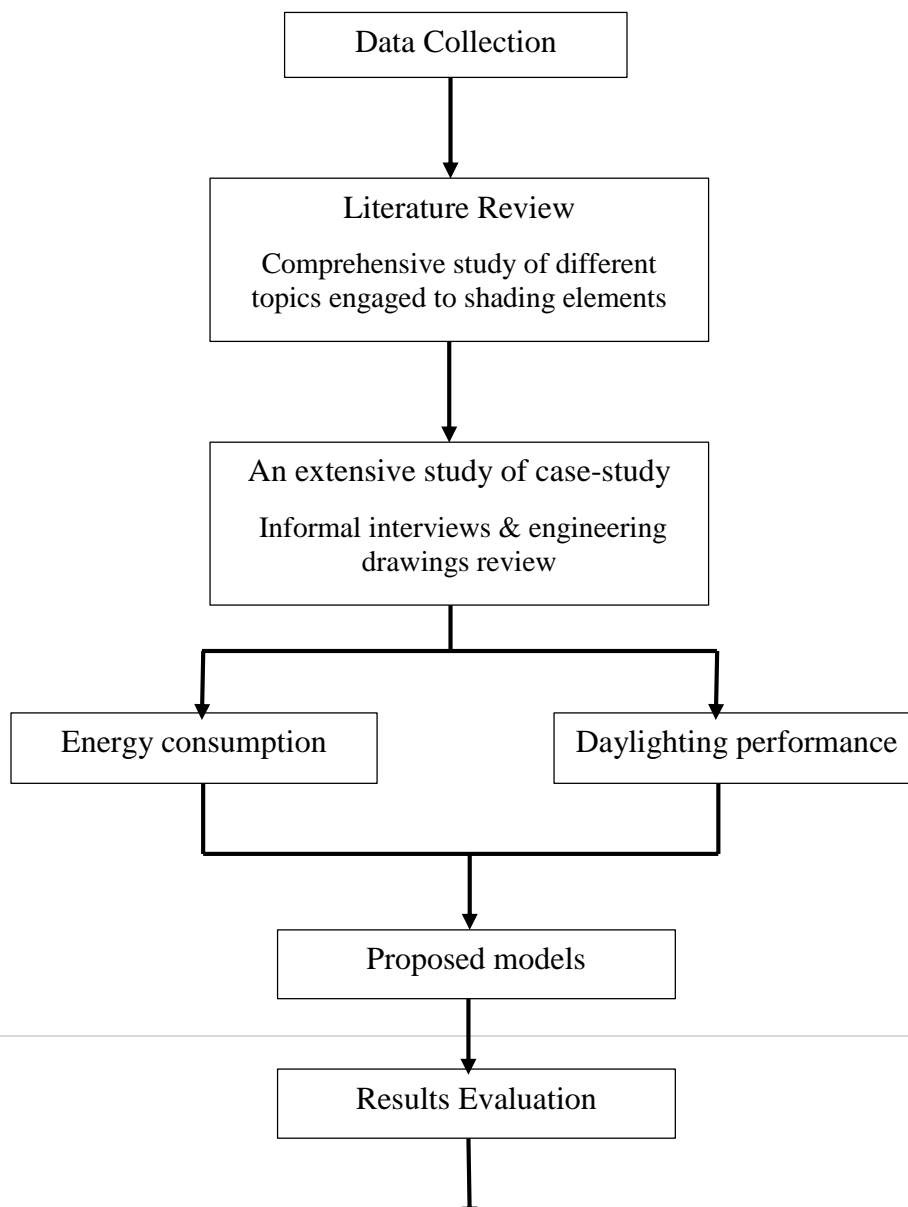 Data Collection
Literature Review
Comprehensive study of different
topics engaged to shading elements
An extensive study of case-study
Informal interviews & engineering
drawings review
Energy consumption
Daylighting performance
Proposed models
Results Evaluation